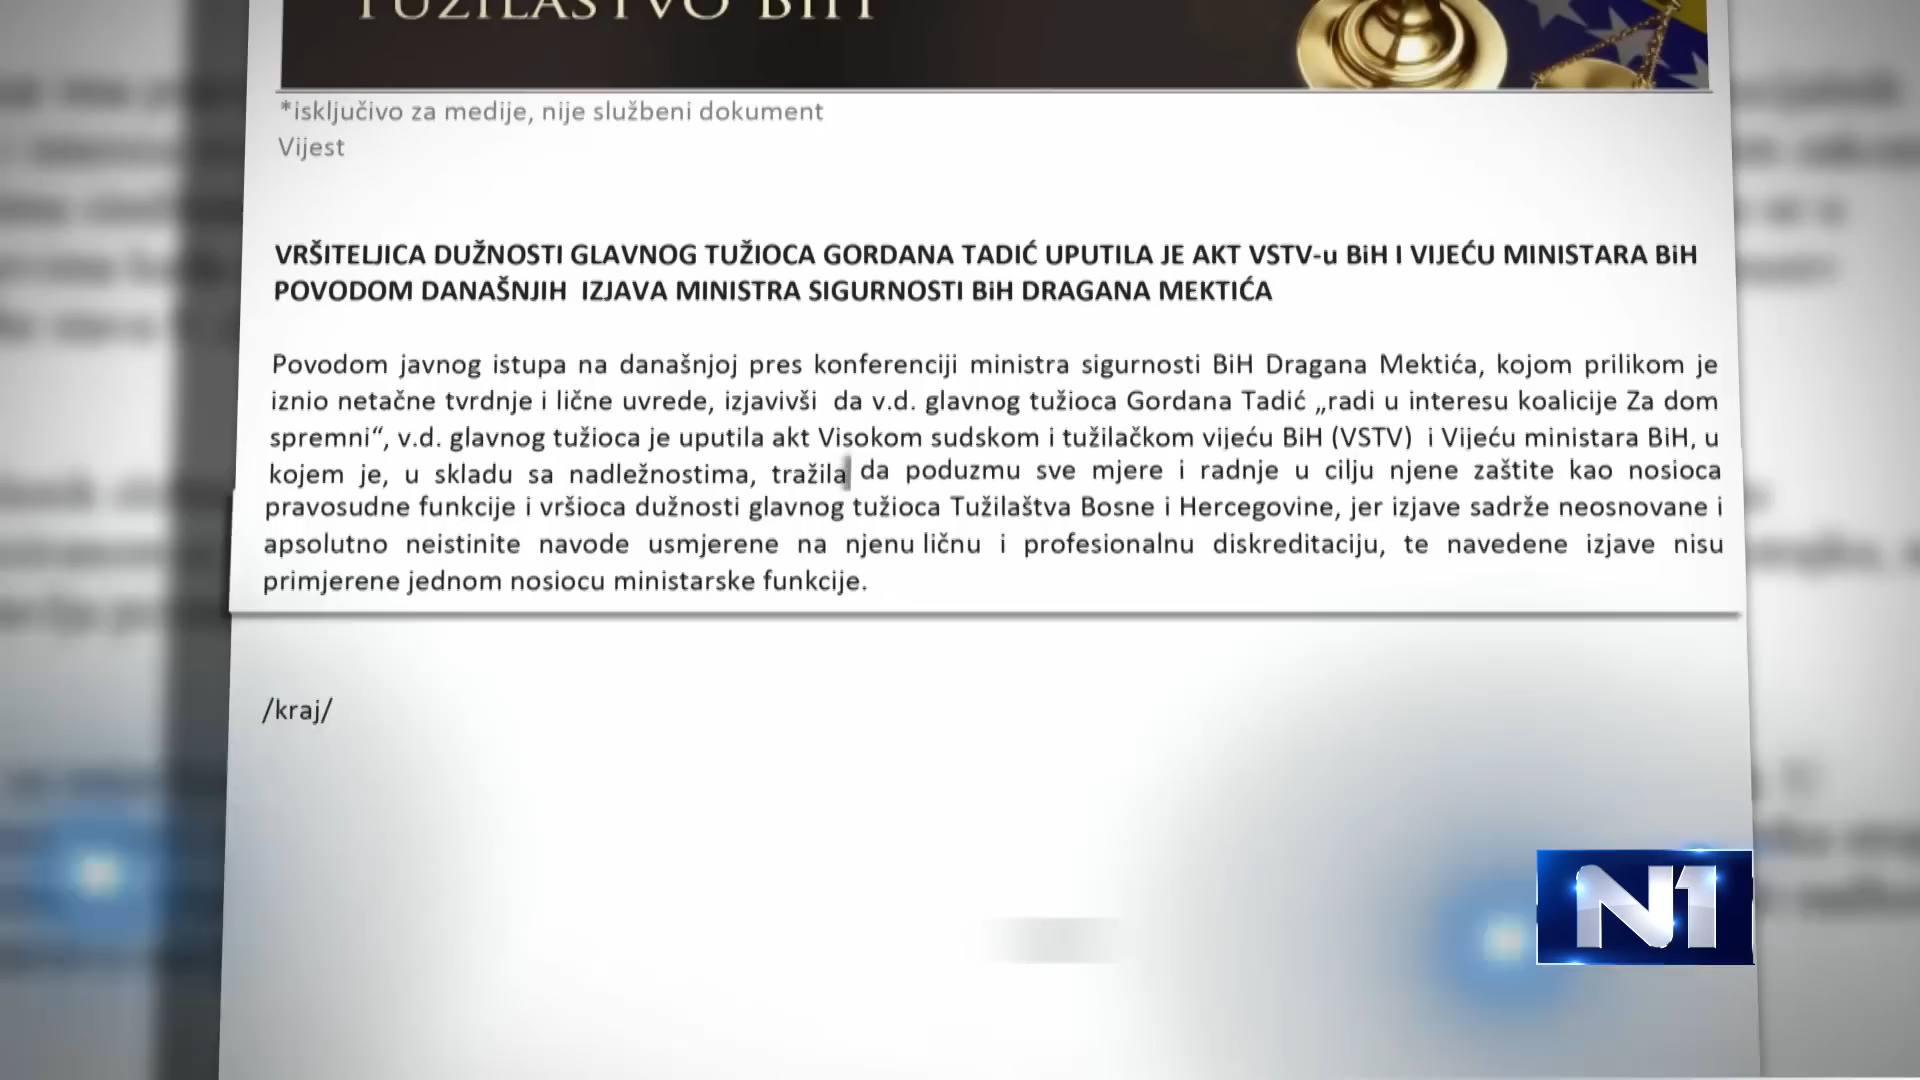 TUŽILAŠTVO BiH
*isključivo za medije, nije službeni dokument
Vijest
VRŠITELJICA DUŽNOSTI GLAVNOG TUŽIOCA GORDANA TADIĆ UPUTILA JE AKT VSTV-u BiH I VIJEĆU MINISTARA BiH
POVODOM DANAŠNJIH IZJAVA MINISTRA SIGURNOSTI BiH DRAGANA MEKTIĆA
Povodom javnog istupa na današnjoj pres konferenciji ministra sigurnosti BiH Dragana Mektića, kojom prilikom je
iznio netačne tvrdnje i lične uvrede, izjavivši da v.d. glavnog tužioca Gordana Tadić „radi u interesu koalicije Za dom
spremni“, v.d. glavnog tužioca je uputila akt Visokom sudskom i tužilačkom vijeću BiH (VSTV) i Vijeću ministara BiH, u
kojem je, u skladu sa nadležnostima, tražila da poduzmu sve mjere i radnje u cilju njene zaštite kao nosioca
pravosudne funkcije i vršioca dužnosti glavnog tužioca Tužilaštva Bosne i Hercegovine, jer izjave sadrže neosnovane i
apsolutno neistinite navode usmjerene na njenu ličnu i profesionalnu diskreditaciju, te navedene izjave nisu
primjerene jednom nosiocu ministarske funkcije.
/kraj/
N1